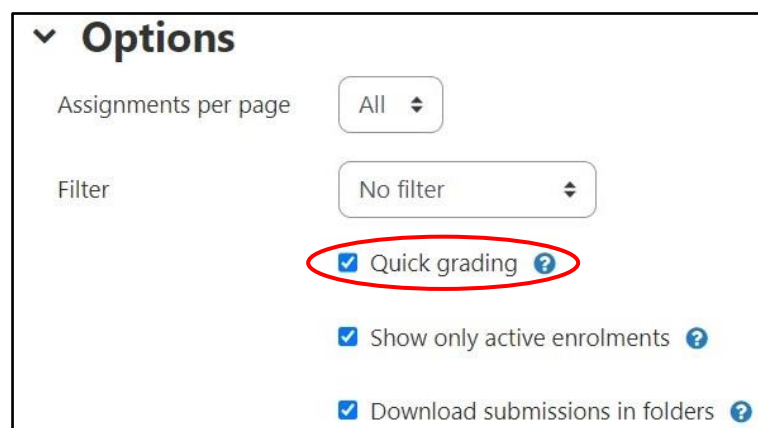 Options
Assignments per page All
Filter No filter
Quick grading ?
Show only active enrolments ?
Download submissions in folders ?